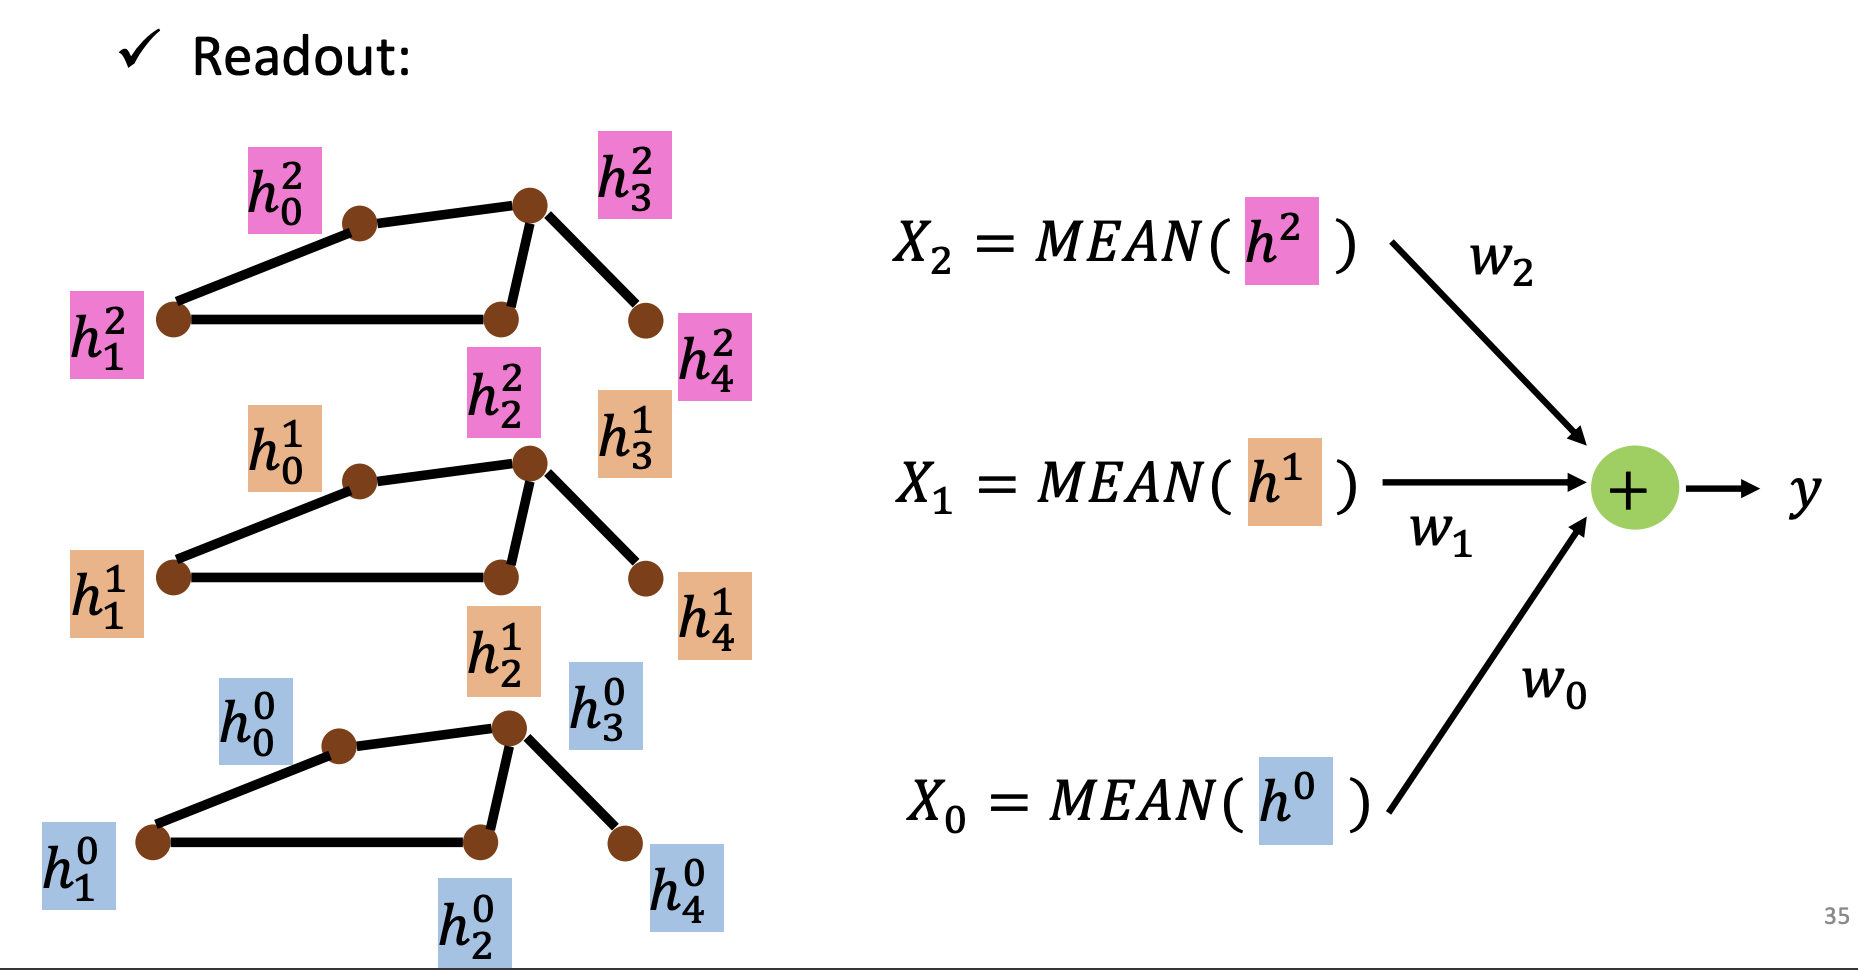 ✓ Readout:
h_0^2
h_3^2
h_1^2
h_4^2
h_2^2
h_0^1
h_3^1
h_1^1
h_4^1
h_2^1
h_0^0
h_3^0
h_1^0
h_4^0
h_2^0
X_2 = MEAN( h^2 )
w_2
X_1 = MEAN( h^1 )
w_1
+
y
w_0
X_0 = MEAN( h^0 )
35